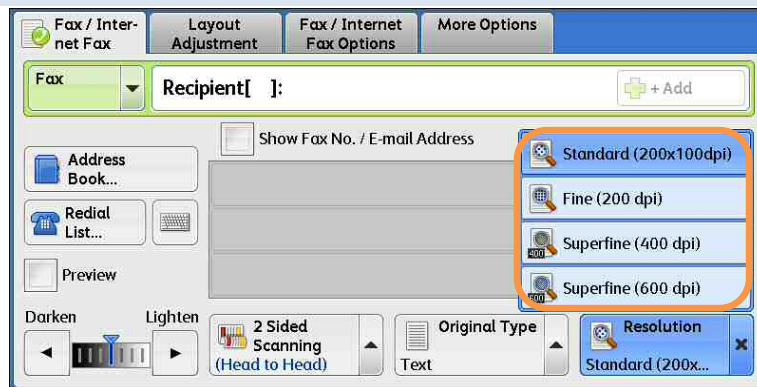 Fax / Inter-
net Fax
Layout
Adjustment
Fax / Internet
Fax Options
More Options
Fax
Recipient[ ]:
+ Add
Show Fax No. / E-mail Address
Address
Book...
Redial
List...
Preview
Standard (200x100dpi)
Fine (200 dpi)
400
Superfine (400 dpi)
600
Superfine (600 dpi)
Darken
Lighten
2 Sided
Scanning
(Head to Head)
Original Type
Text
Resolution
Standard (200x...